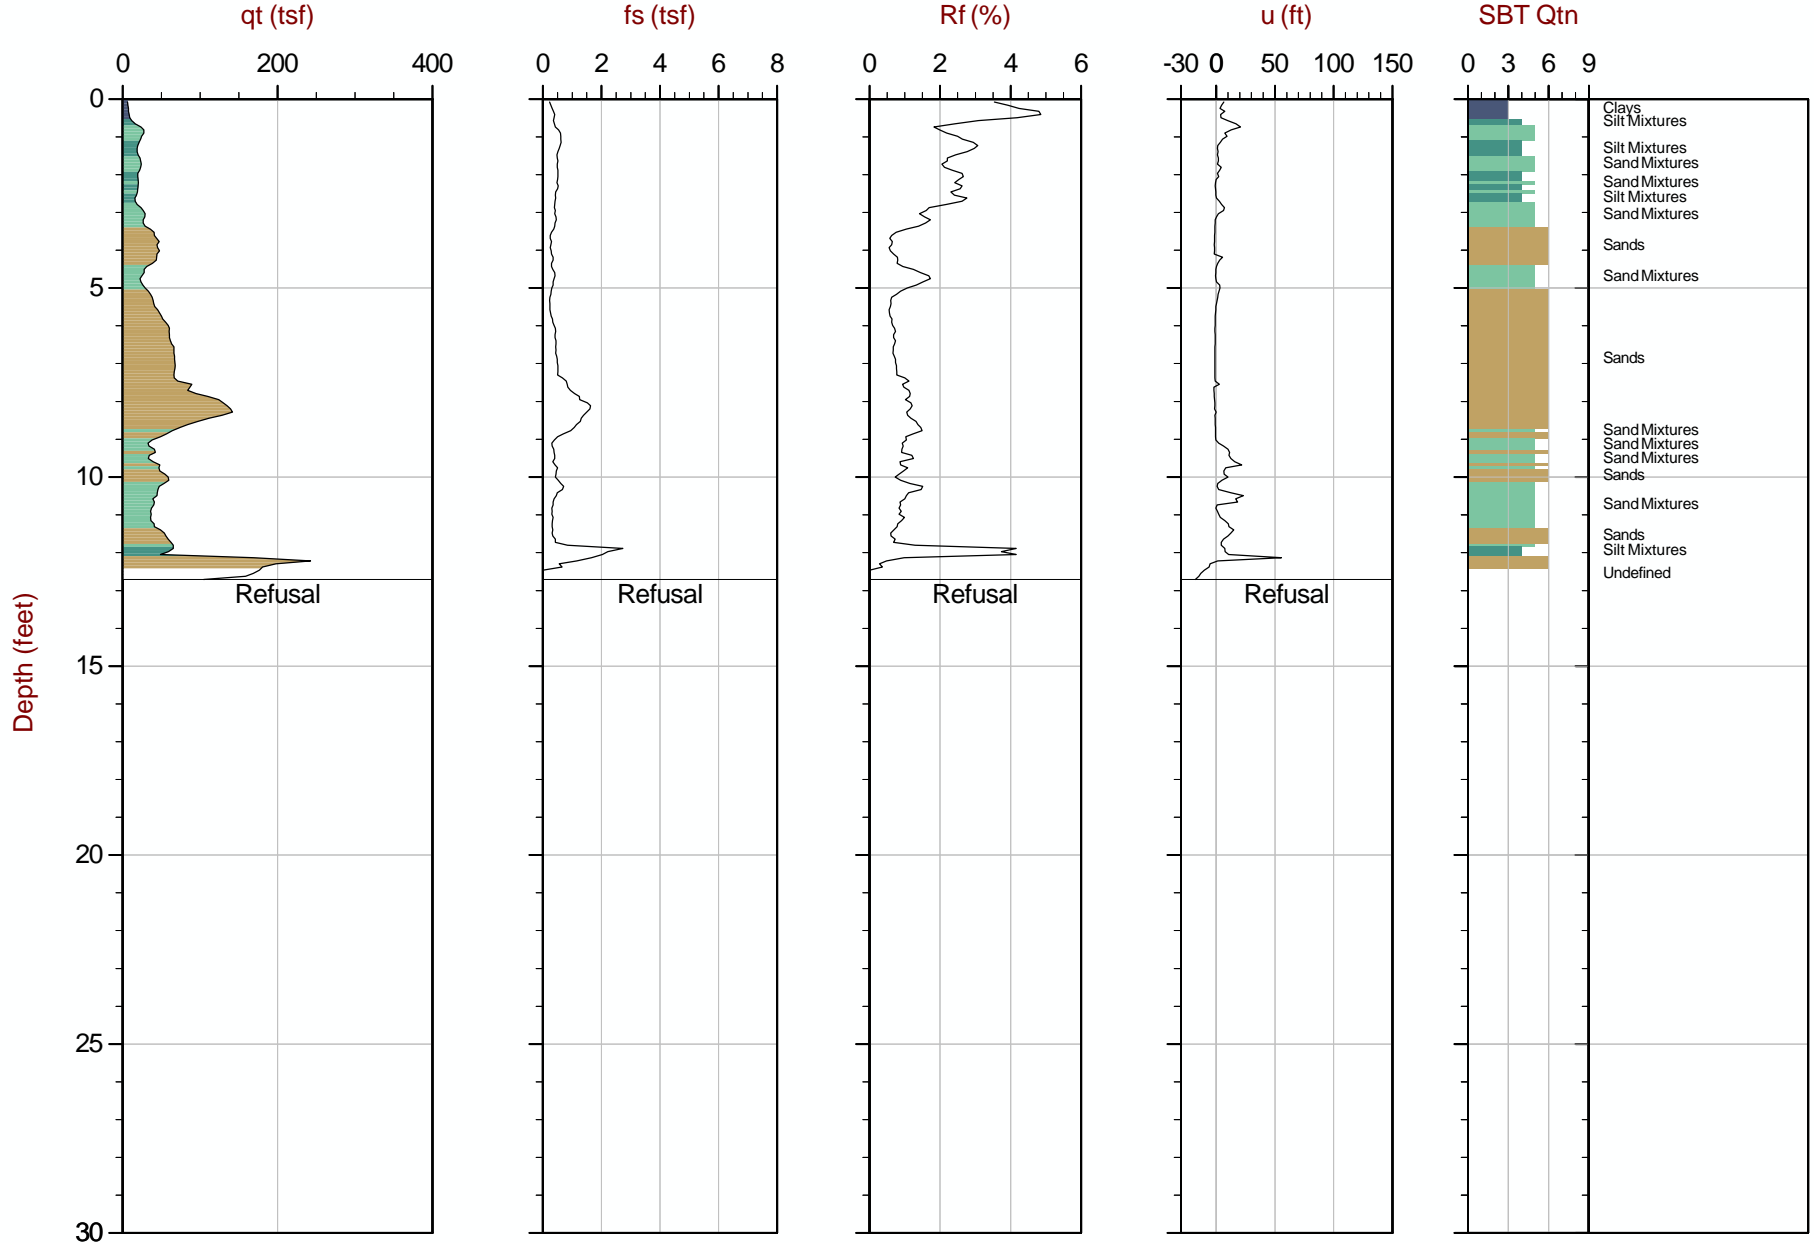 qt (tsf) fs (tsf) Rf (%) u (ft) SBT Qtn
0 200 400 0 2 4 6 8 0 2 4 6 -30 0 50 100 150 0 3 6 9
0
Clays
Silt Mixtures
Silt Mixtures
Sand Mixtures
Sand Mixtures
Silt Mixtures
Sand Mixtures
Sands
Sand Mixtures
5
Sands
Sand Mixtures
Sand Mixtures
Sand Mixtures
10
Sands
Sand Mixtures
Sands
Silt Mixtures
Undefined
Refusal Refusal Refusal Refusal
Depth (feet)
15
20
25
30